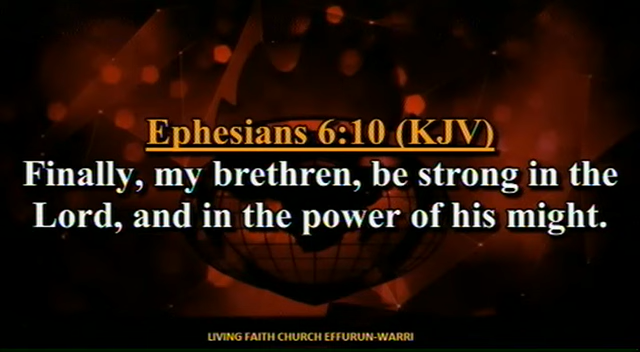 Ephesians 6:10 (KJV)
Finally, my brethren, be strong in the
Lord, and in the power of his might.
LIVING FAITH CHURCH EFFURUN-WARRI